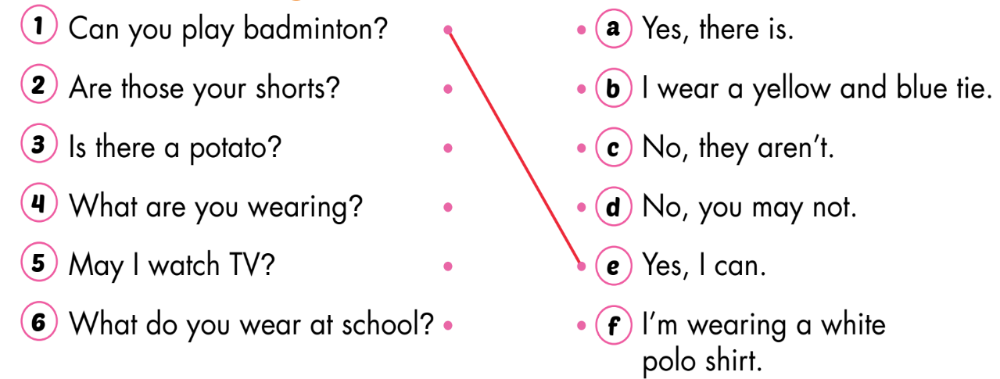 1 Can you play badminton?
a Yes, there is.
2 Are those your shorts?
b I wear a yellow and blue tie.
3 Is there a potato?
c No, they aren’t.
4 What are you wearing?
d No, you may not.
5 May I watch TV?
e Yes, I can.
6 What do you wear at school?
f I’m wearing a white
polo shirt.